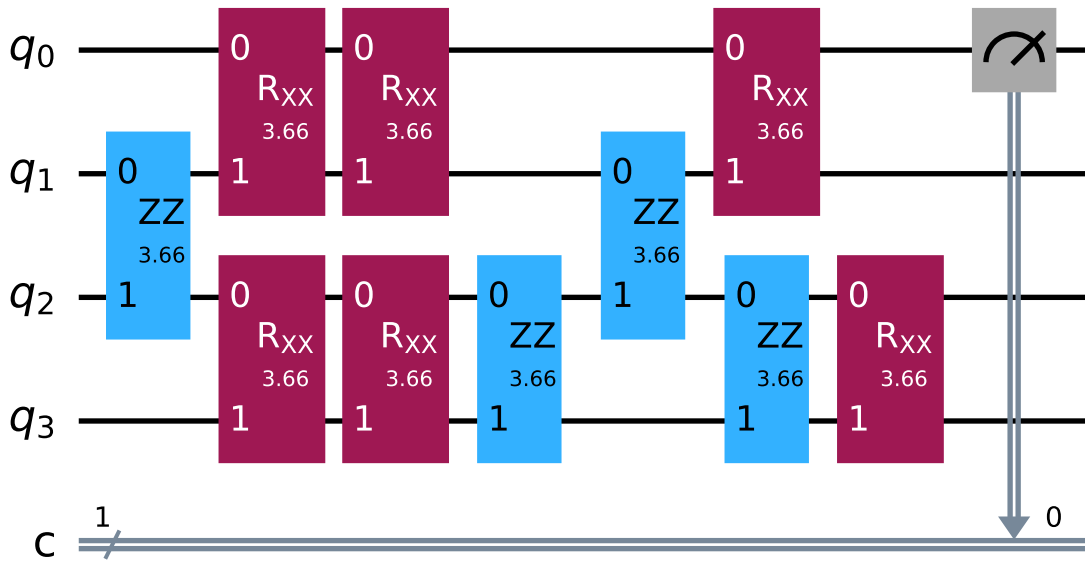 q0 0 0 0
RXX RXX RXX
3.66 3.66 3.66
q1 0 1 1 0 1
ZZ ZZ
3.66 3.66
q2 1 0 0 0 1 0 0
RXX RXX ZZ ZZ RXX
3.66 3.66 3.66 3.66 3.66
q3 1 1 1 1 1
1 0
c